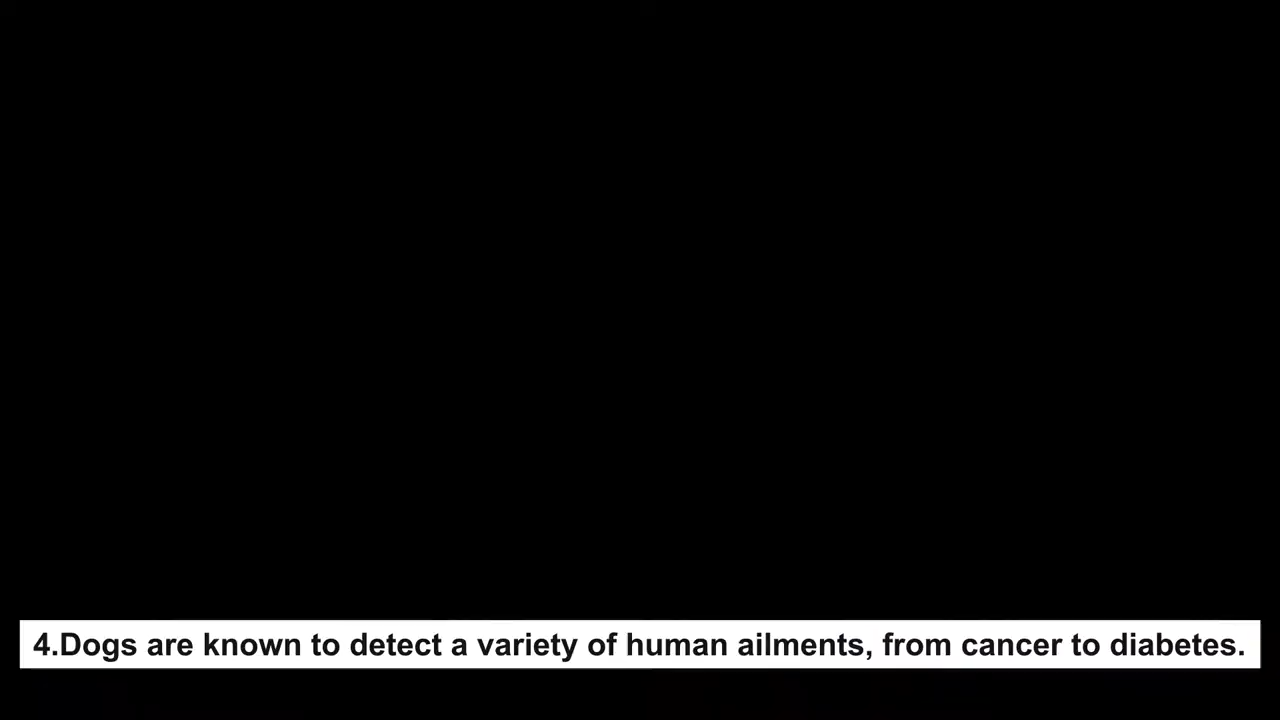 4.Dogs are known to detect a variety of human ailments, from cancer to diabetes.